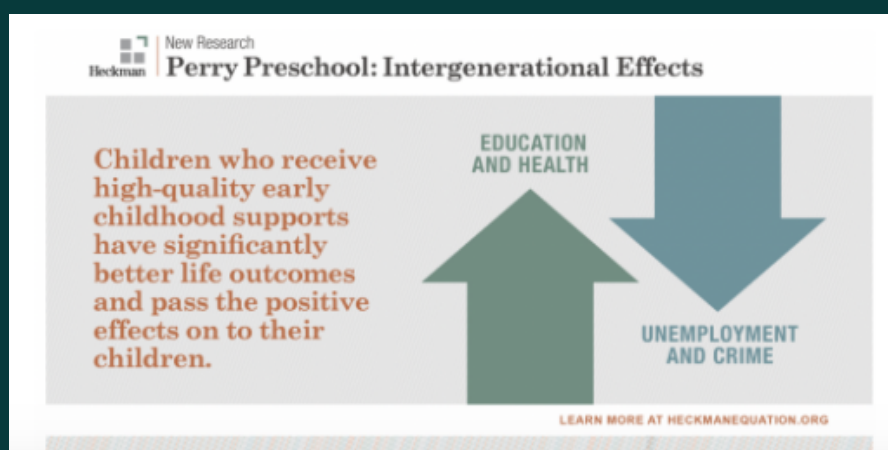 New Research
Heckman
Perry Preschool: Intergenerational Effects
Children who receive
high-quality early
childhood supports
have significantly
better life outcomes
and pass the positive
effects on to their
children.
EDUCATION
AND HEALTH
UNEMPLOYMENT
AND CRIME
LEARN MORE AT HECKMANEQUATION.ORG